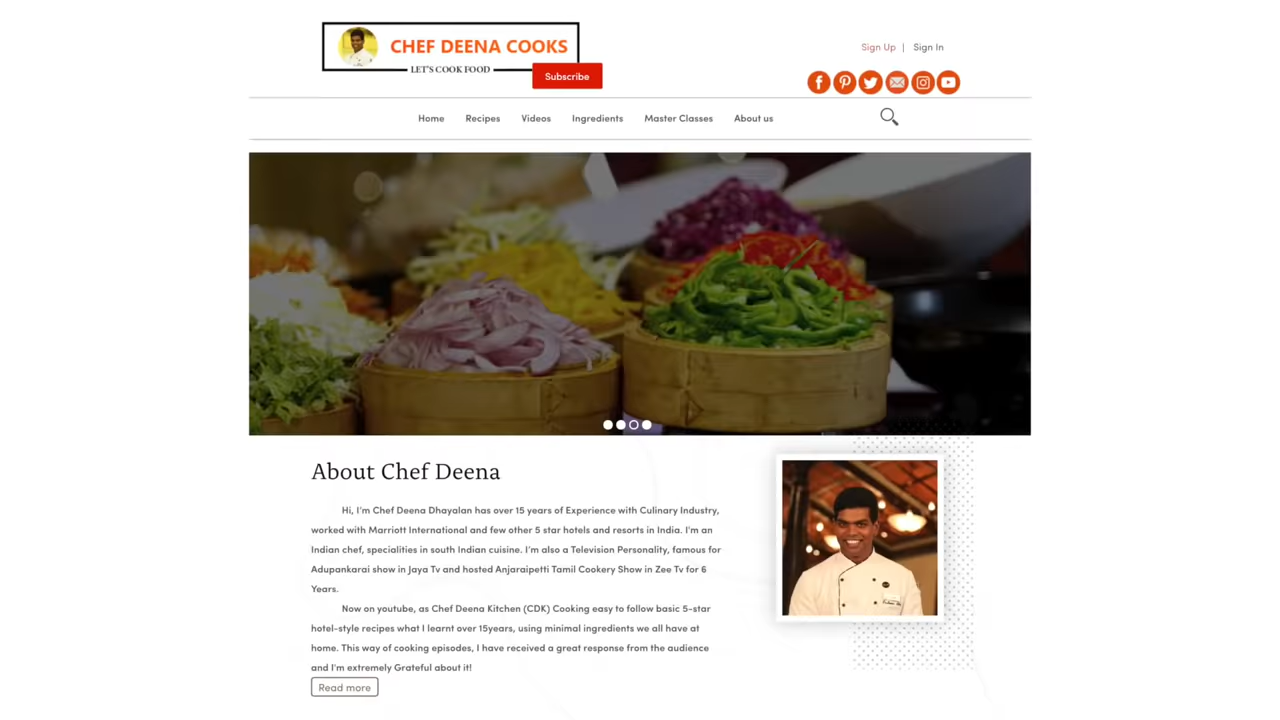 CHEF DEENA COOKS
LET'S COOK FOOD
Subscribe
Sign Up | Sign In
Home Recipes Videos Ingredients Master Classes About us
About Chef Deena
Hi, I'm Chef Deena Dhayalan has over 15 years of Experience with Culinary Industry,
worked with Marriott International and few other 5 star hotels and resorts in India. I'm an
Indian chef, specialities in south Indian cuisine. I'm also a Television Personality, famous for
Adupankarai show in Jaya Tv and hosted Anjaraipetti Tamil Cookery Show in Zee Tv for 6
Years.
Now on youtube, as Chef Deena Kitchen (CDK) Cooking easy to follow basic 5-star
hotel-style recipes what I learnt over 15years, using minimal ingredients we all have at
home. This way of cooking episodes, I have received a great response from the audience
and I'm extremely Grateful about it!
Read more